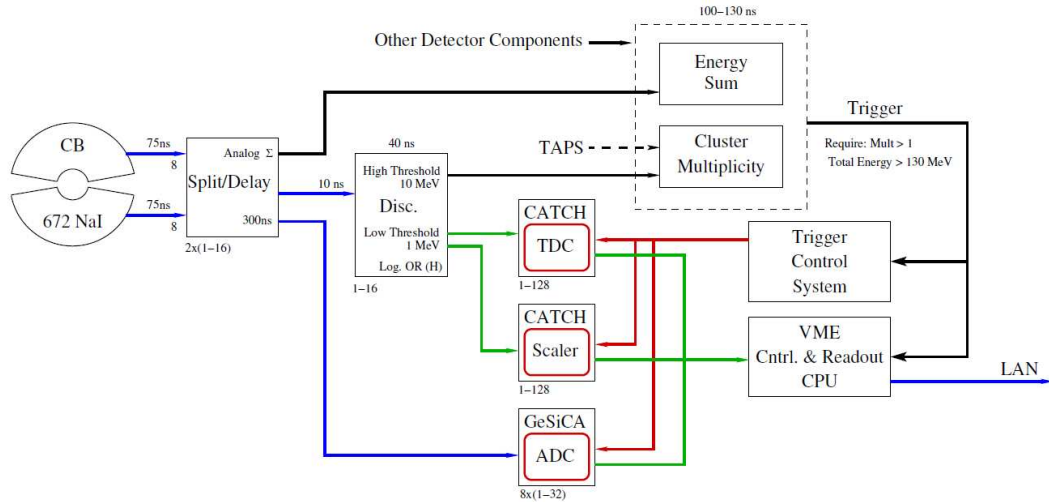 100–130 ns
Other Detector Components
Energy
Sum
Trigger
Require: Mult > 1
Total Energy > 130 MeV
TAPS
Cluster
Multiplicity
CB
672 NaI
75ns
8
75ns
8
Analog Σ
Split/Delay
300ns
2x(1–16)
10 ns
40 ns
High Threshold
10 MeV
Disc.
Low Threshold
1 MeV
Log. OR (H)
1–16
CATCH
TDC
1–128
CATCH
Scaler
1–128
GeSiCA
ADC
8x(1–32)
Trigger
Control
System
VME
Cntrl. & Readout
CPU
LAN